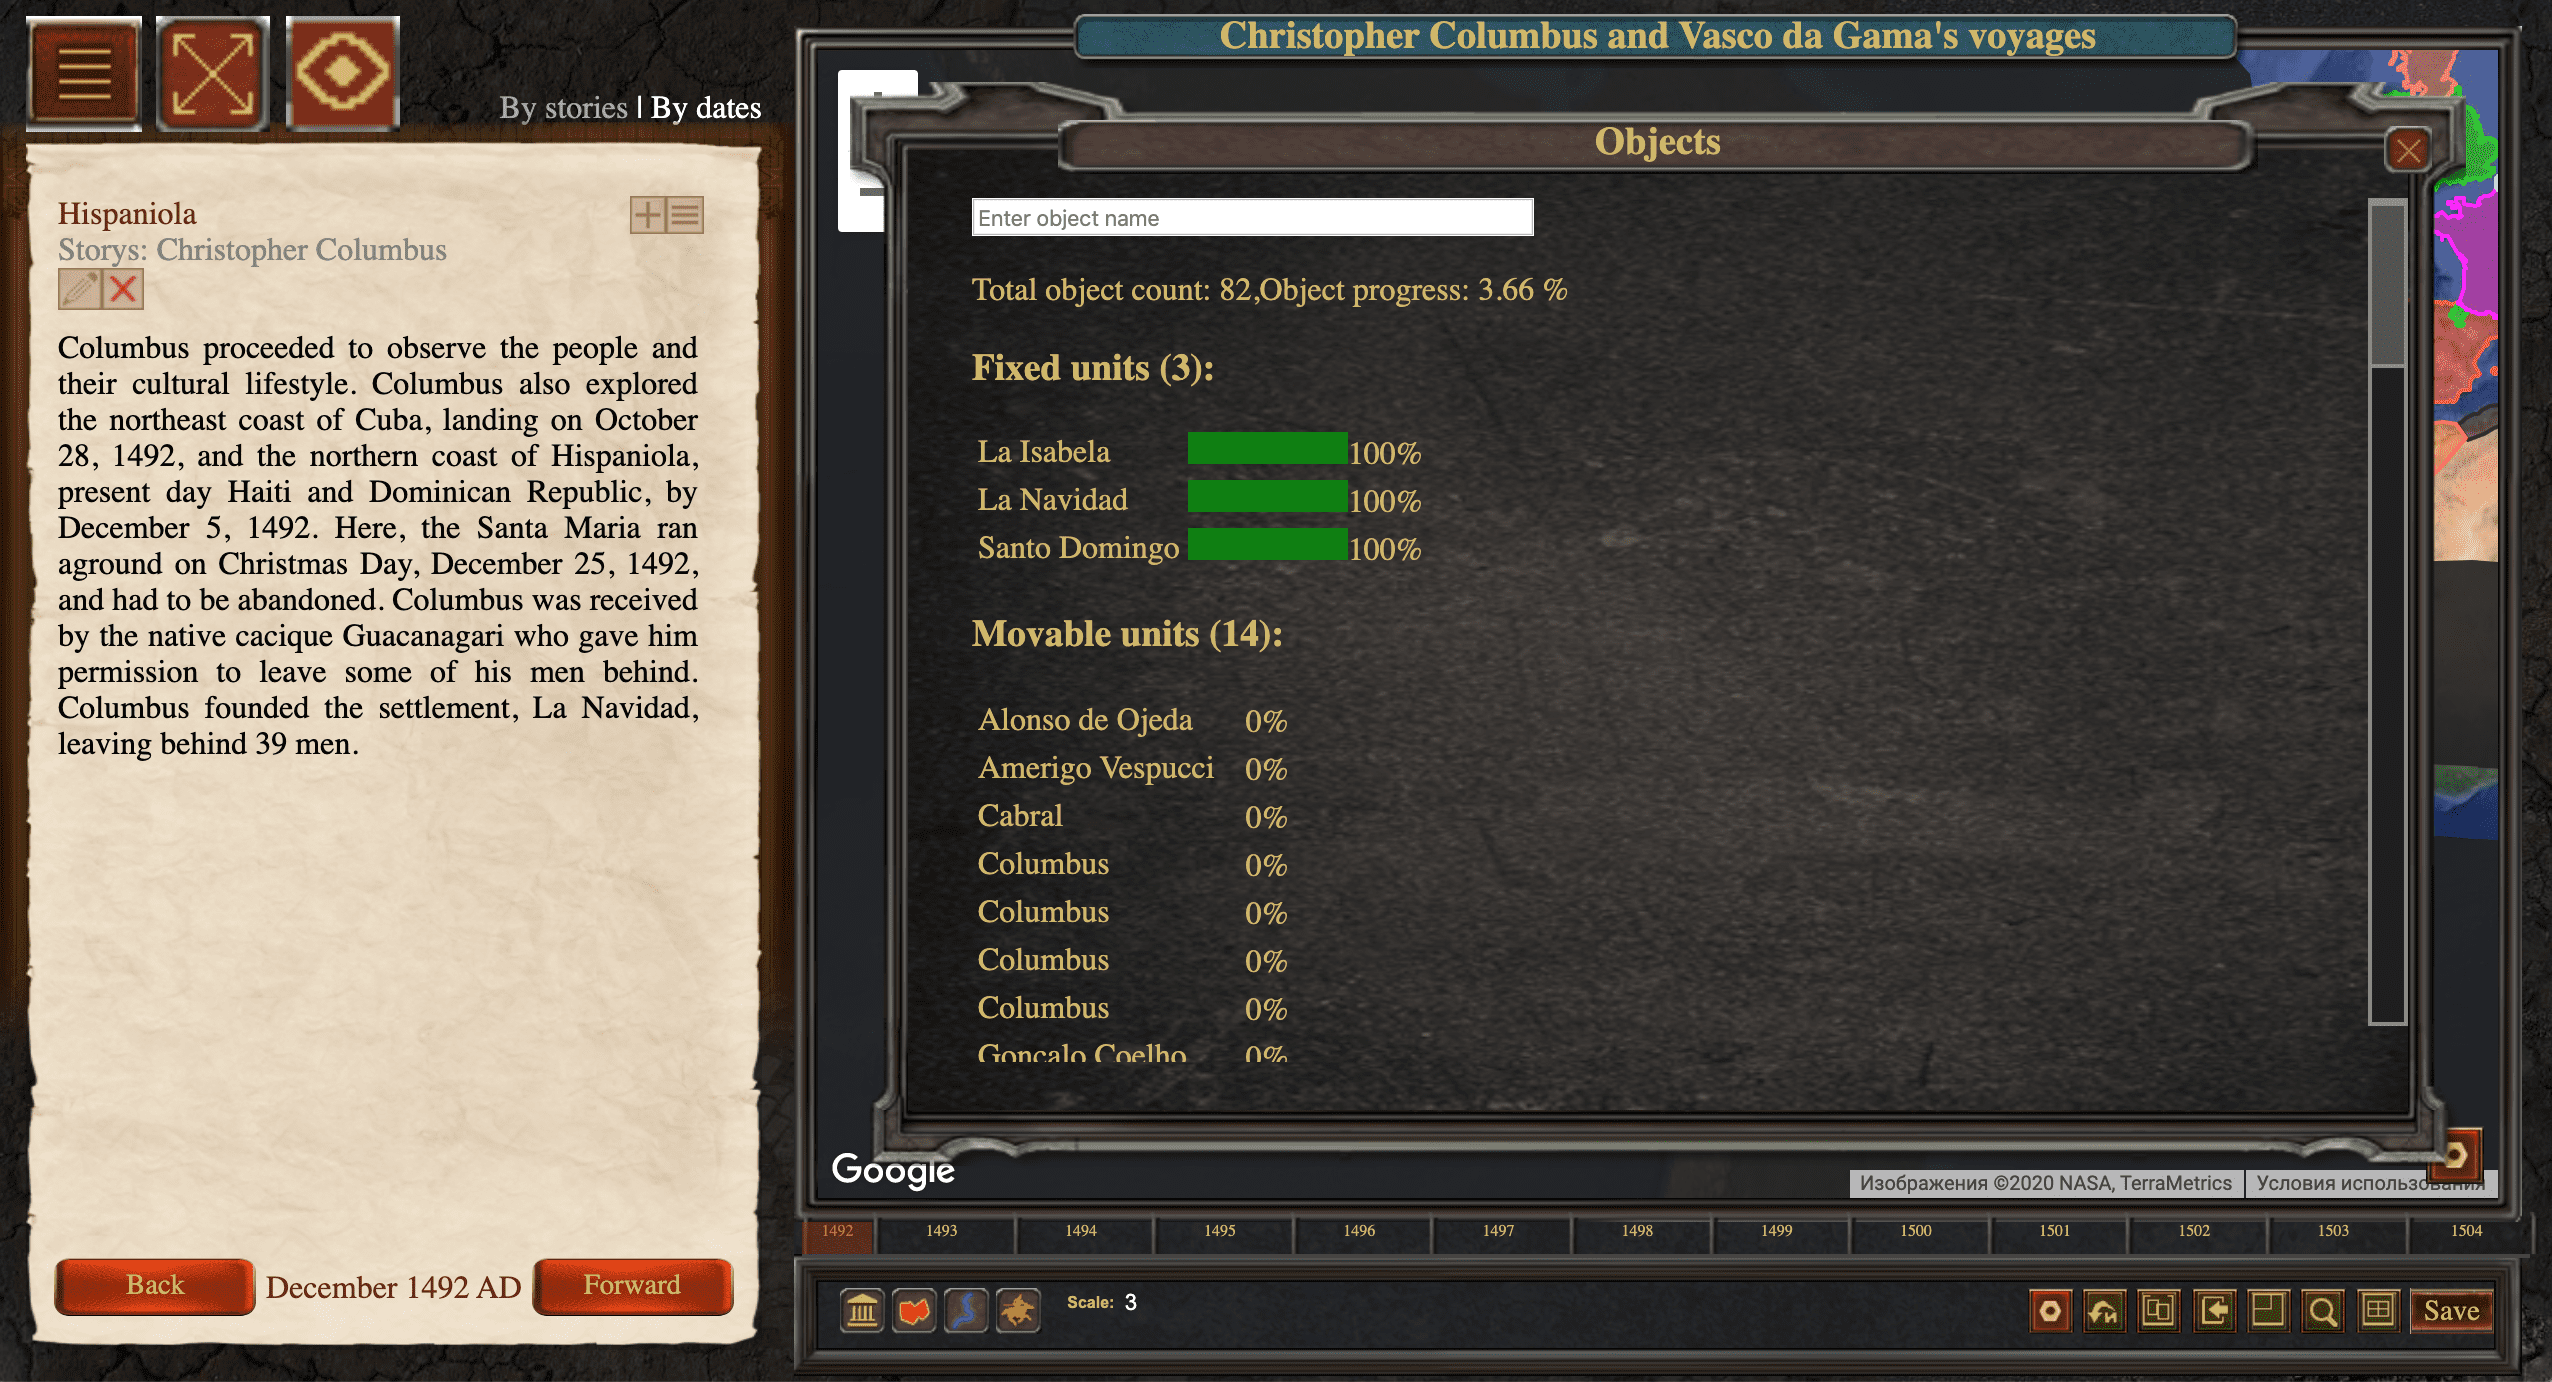 By stories | By dates
Hispaniola
Storys: Christopher Columbus
Columbus proceeded to observe the people and
their cultural lifestyle. Columbus also explored
the northeast coast of Cuba, landing on October
28, 1492, and the northern coast of Hispaniola,
present day Haiti and Dominican Republic, by
December 5, 1492. Here, the Santa Maria ran
aground on Christmas Day, December 25, 1492,
and had to be abandoned. Columbus was received
by the native cacique Guacanagari who gave him
permission to leave some of his men behind.
Columbus founded the settlement, La Navidad,
leaving behind 39 men.
Back
December 1492 AD
Forward
Christopher Columbus and Vasco da Gama's voyages
Objects
Enter object name
Total object count: 82,Object progress: 3.66 %
Fixed units (3):
La Isabela 100%
La Navidad 100%
Santo Domingo 100%
Movable units (14):
Alonso de Ojeda 0%
Amerigo Vespucci 0%
Cabral 0%
Columbus 0%
Columbus 0%
Columbus 0%
Columbus 0%
Goncalo Coelho 0%
Google
Изображения ©2020 NASA, TerraMetrics
Условия использования
1492 1493 1494 1495 1496 1497 1498 1499 1500 1501 1502 1503 1504
Scale: 3
Save